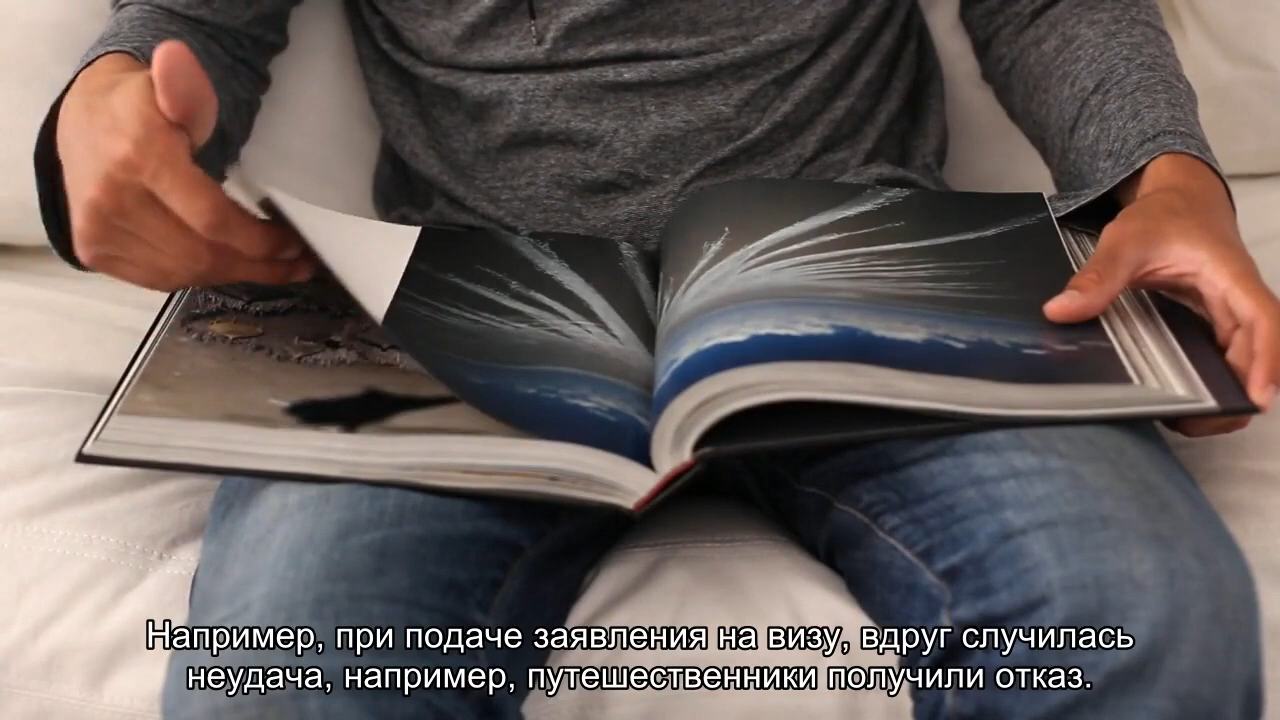 Например, при подаче заявления на визу, вдруг случилась
неудача, например, путешественники получили отказ.